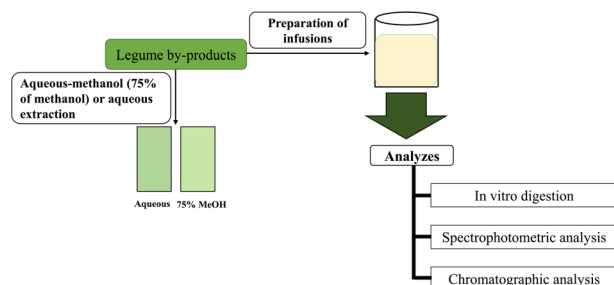 Preparation of
infusions
Legume by-products
Aqueous-methanol (75%
of methanol) or aqueous
extraction
Aqueous
75% MeOH
Analyzes
In vitro digestion
Spectrophotometric analysis
Chromatographic analysis